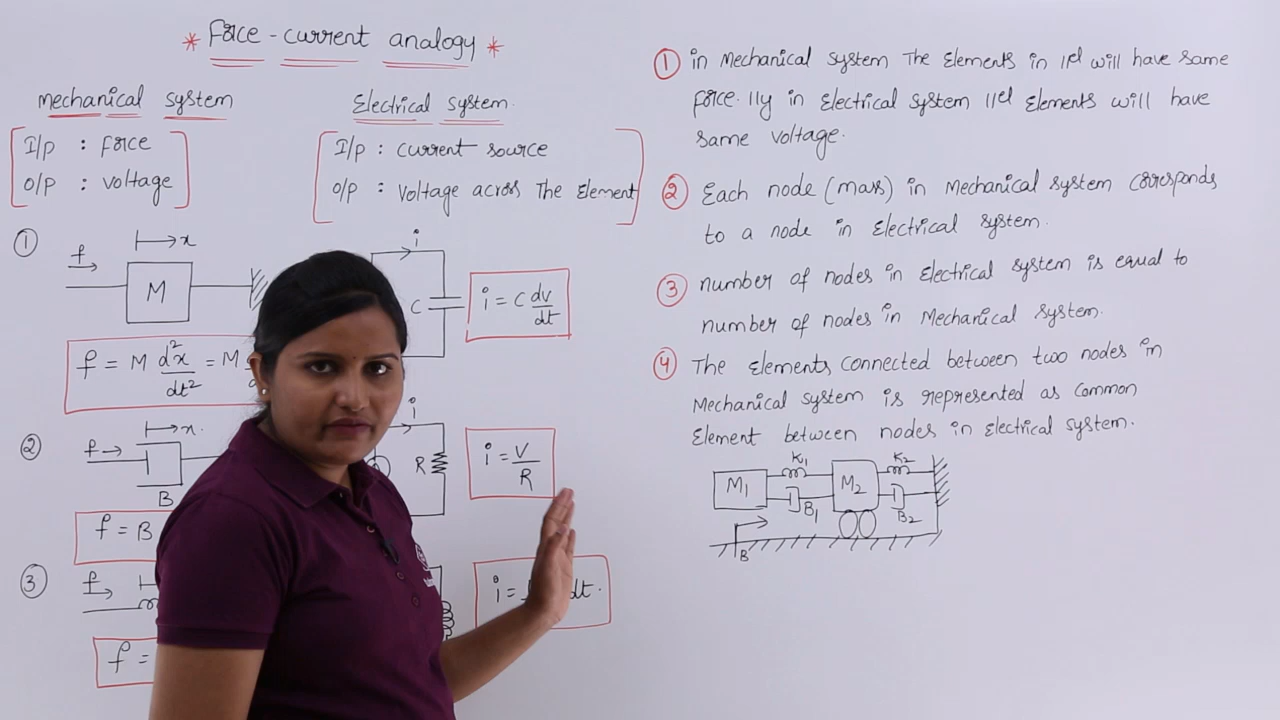 * Force-current analogy *
Mechanical system
I/p : force
O/p : voltage
Electrical system.
I/p : current source
O/p : Voltage across The Element
①
f
x
M
f = M d²x/dt² = M
i
C
i = C dv/dt
②
f
x.
B
f = B
i
R
i = V/R
③
f
f =
i = dt.
① in Mechanical system The Elements in 11el will have same
force. 11y in Electrical system 11el Elements will have
same voltage.
② Each node (mass) in Mechanical system corresponds
to a node in Electrical system.
③ number of nodes in Electrical system is equal to
number of nodes in Mechanical system.
④ The Elements connected between two nodes in
Mechanical system is represented as common
Element between nodes in Electrical system.
K1 K2
M1 M2
B1 B2
B